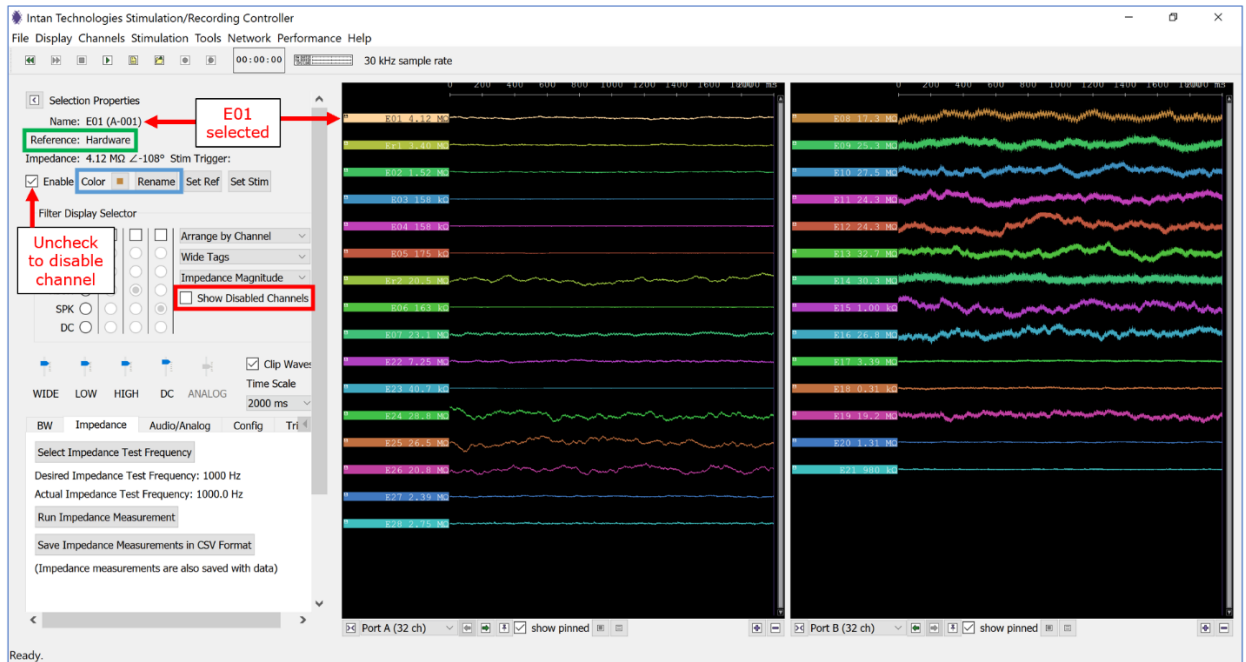 Intan Technologies Stimulation/Recording Controller
File Display Channels Stimulation Tools Network Performance Help
00:00:00
30 kHz sample rate
Selection Properties
Name: E01 (A-001)
E01
selected
Reference: Hardware
Impedance: 4.12 MΩ ∠-108° Stim Trigger:
Enable Color Rename Set Ref Set Stim
Filter Display Selector
Uncheck
to disable
channel
Arrange by Channel
Wide Tags
Impedance Magnitude
Show Disabled Channels
SPK
DC
Clip Waves
Time Scale
WIDE LOW HIGH DC ANALOG
2000 ms
BW Impedance Audio/Analog Config Tri
Select Impedance Test Frequency
Desired Impedance Test Frequency: 1000 Hz
Actual Impedance Test Frequency: 1000.0 Hz
Run Impedance Measurement
Save Impedance Measurements in CSV Format
(Impedance measurements are also saved with data)
0 200 400 600 800 1000 1200 1400 ms
E01 4.12 MΩ
Er1 3.40 MΩ
E02 1.52 MΩ
E03 158 kΩ
E04 158 kΩ
E05 175 kΩ
Er2 20.5 MΩ
E06 163 kΩ
E07 23.1 MΩ
E22 7.25 MΩ
E23 40.7 kΩ
E24 28.8 MΩ
E25 26.5 MΩ
E26 20.8 MΩ
E27 2.39 MΩ
E28 2.75 MΩ
Port A (32 ch) show pinned
0 200 400 600 800 1000 1200 1400 ms
E08 17.3 MΩ
E09 25.3 MΩ
E10 27.5 MΩ
E11 24.3 MΩ
E12 24.3 MΩ
E13 32.7 MΩ
E14 30.3 MΩ
E15 1.00 kΩ
E16 26.8 MΩ
E17 3.39 MΩ
E18 0.31 kΩ
E19 19.2 MΩ
E20 1.31 MΩ
E21 980 kΩ
Port B (32 ch) show pinned
Ready.